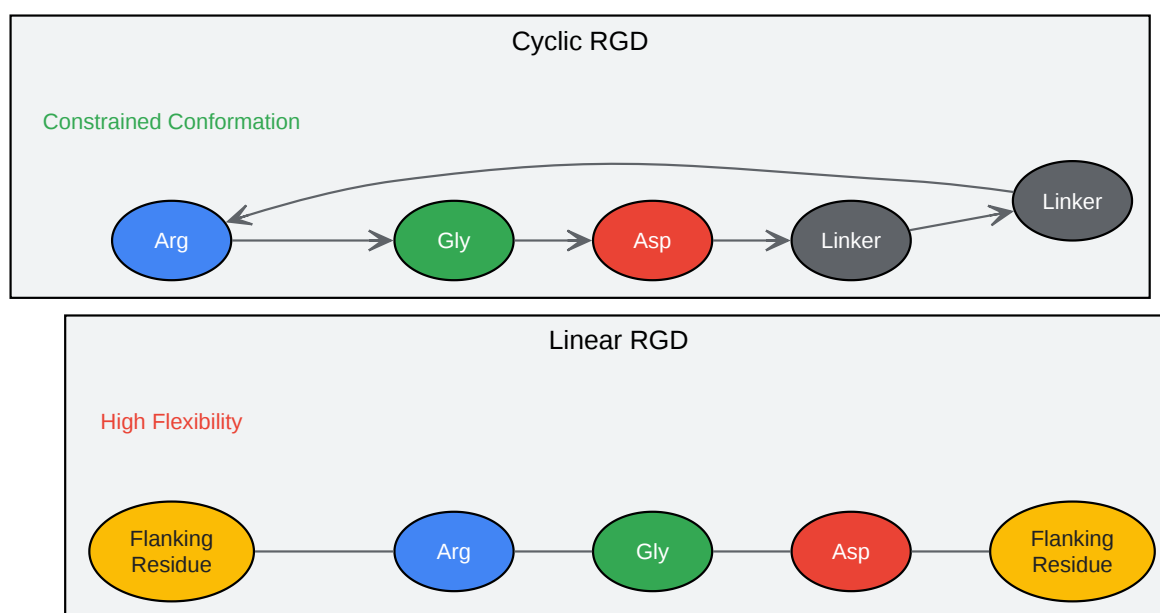 Cyclic RGD
Constrained Conformation
Linker
Arg
Gly
Asp
Linker
Linear RGD
High Flexibility
Flanking
Residue
Arg
Gly
Asp
Flanking
Residue